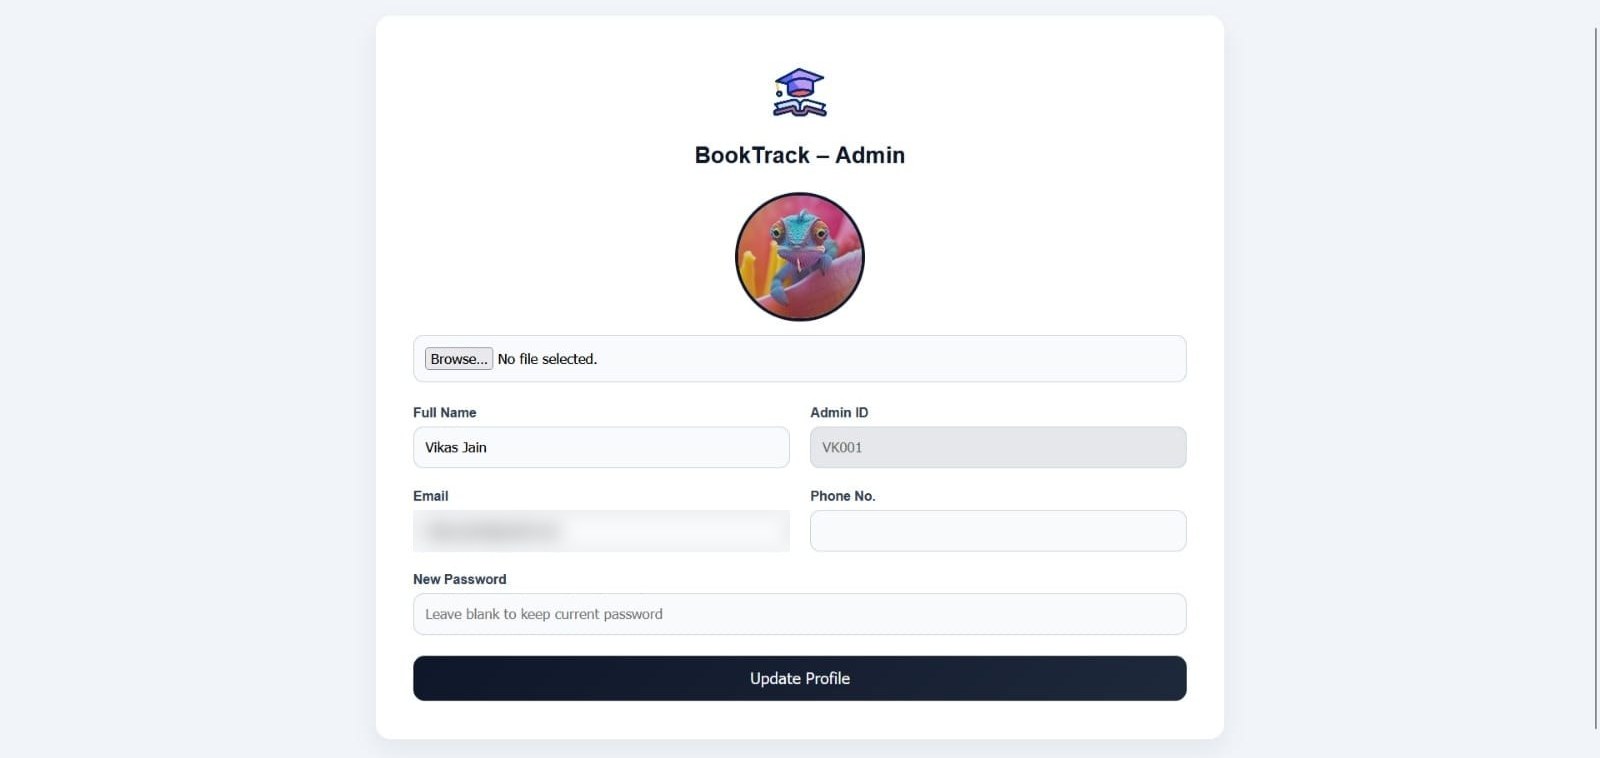 BookTrack – Admin
Browse... No file selected.
Full Name
Admin ID
Vikas Jain
VK001
Email
Phone No.
New Password
Leave blank to keep current password
Update Profile